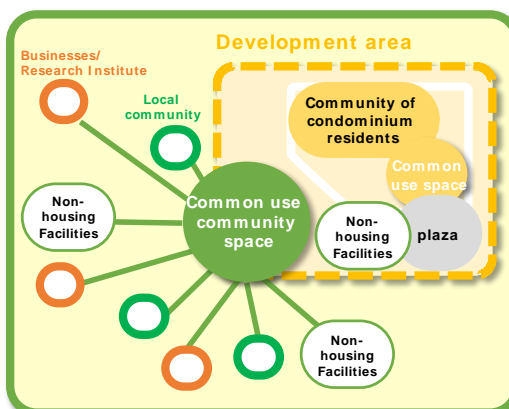 Development area
Businesses/
Research Institute
Local
community
Community of
condominium
residents
Common
use space
Non-
housing
Facilities
Common use
community
space
Non-
housing
Facilities
plaza
Non-
housing
Facilities